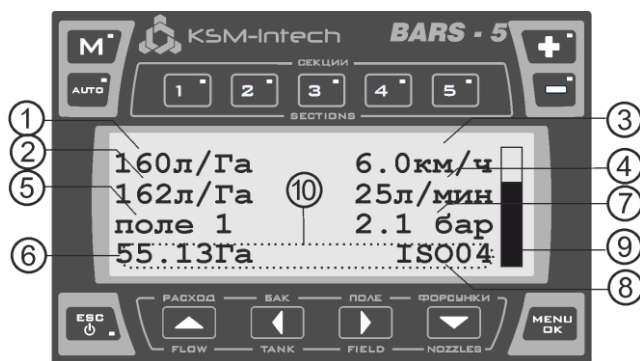 M KSM-Intech BARS - 5 +
СЕКЦИИ
AUTO 1 2 3 4 5 -
SECTIONS
1 3
160л/Га 6.0км/ч
2 4
162л/Га 25л/мин
5 10 7
поле 1 2.1 бар
6 55.13Га ISO04 9
8
РАСХОД БАК ПОЛЕ ФОРСУНКИ
ESC MENU
OK
FLOW TANK FIELD NOZZLES